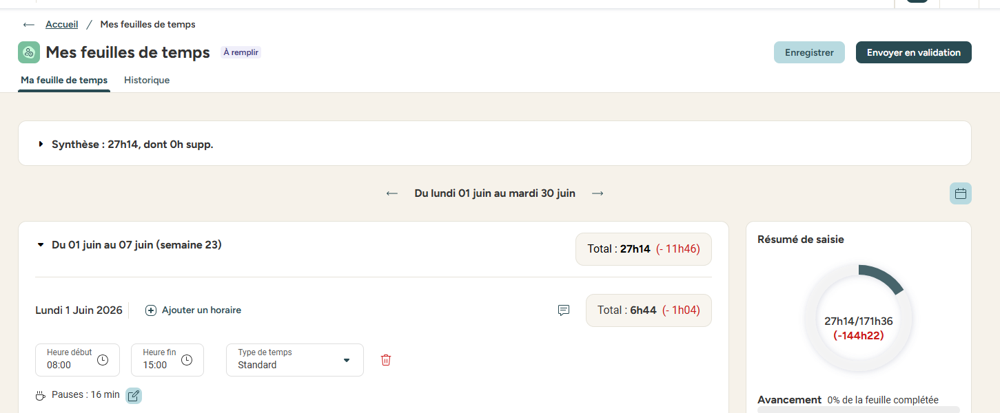 Accueil / Mes feuilles de temps
Mes feuilles de temps À remplir
Enregistrer Envoyer en validation
Ma feuille de temps Historique
Synthèse : 27h14, dont 0h supp.
Du lundi 01 juin au mardi 30 juin
Du 01 juin au 07 juin (semaine 23)
Total : 27h14 (- 11h46)
Lundi 1 Juin 2026 Ajouter un horaire
Total : 6h44 (- 1h04)
Heure début
08:00
Heure fin
15:00
Type de temps
Standard
Pauses : 16 min
Résumé de saisie
27h14/171h36
(-144h22)
Avancement 0% de la feuille complétée